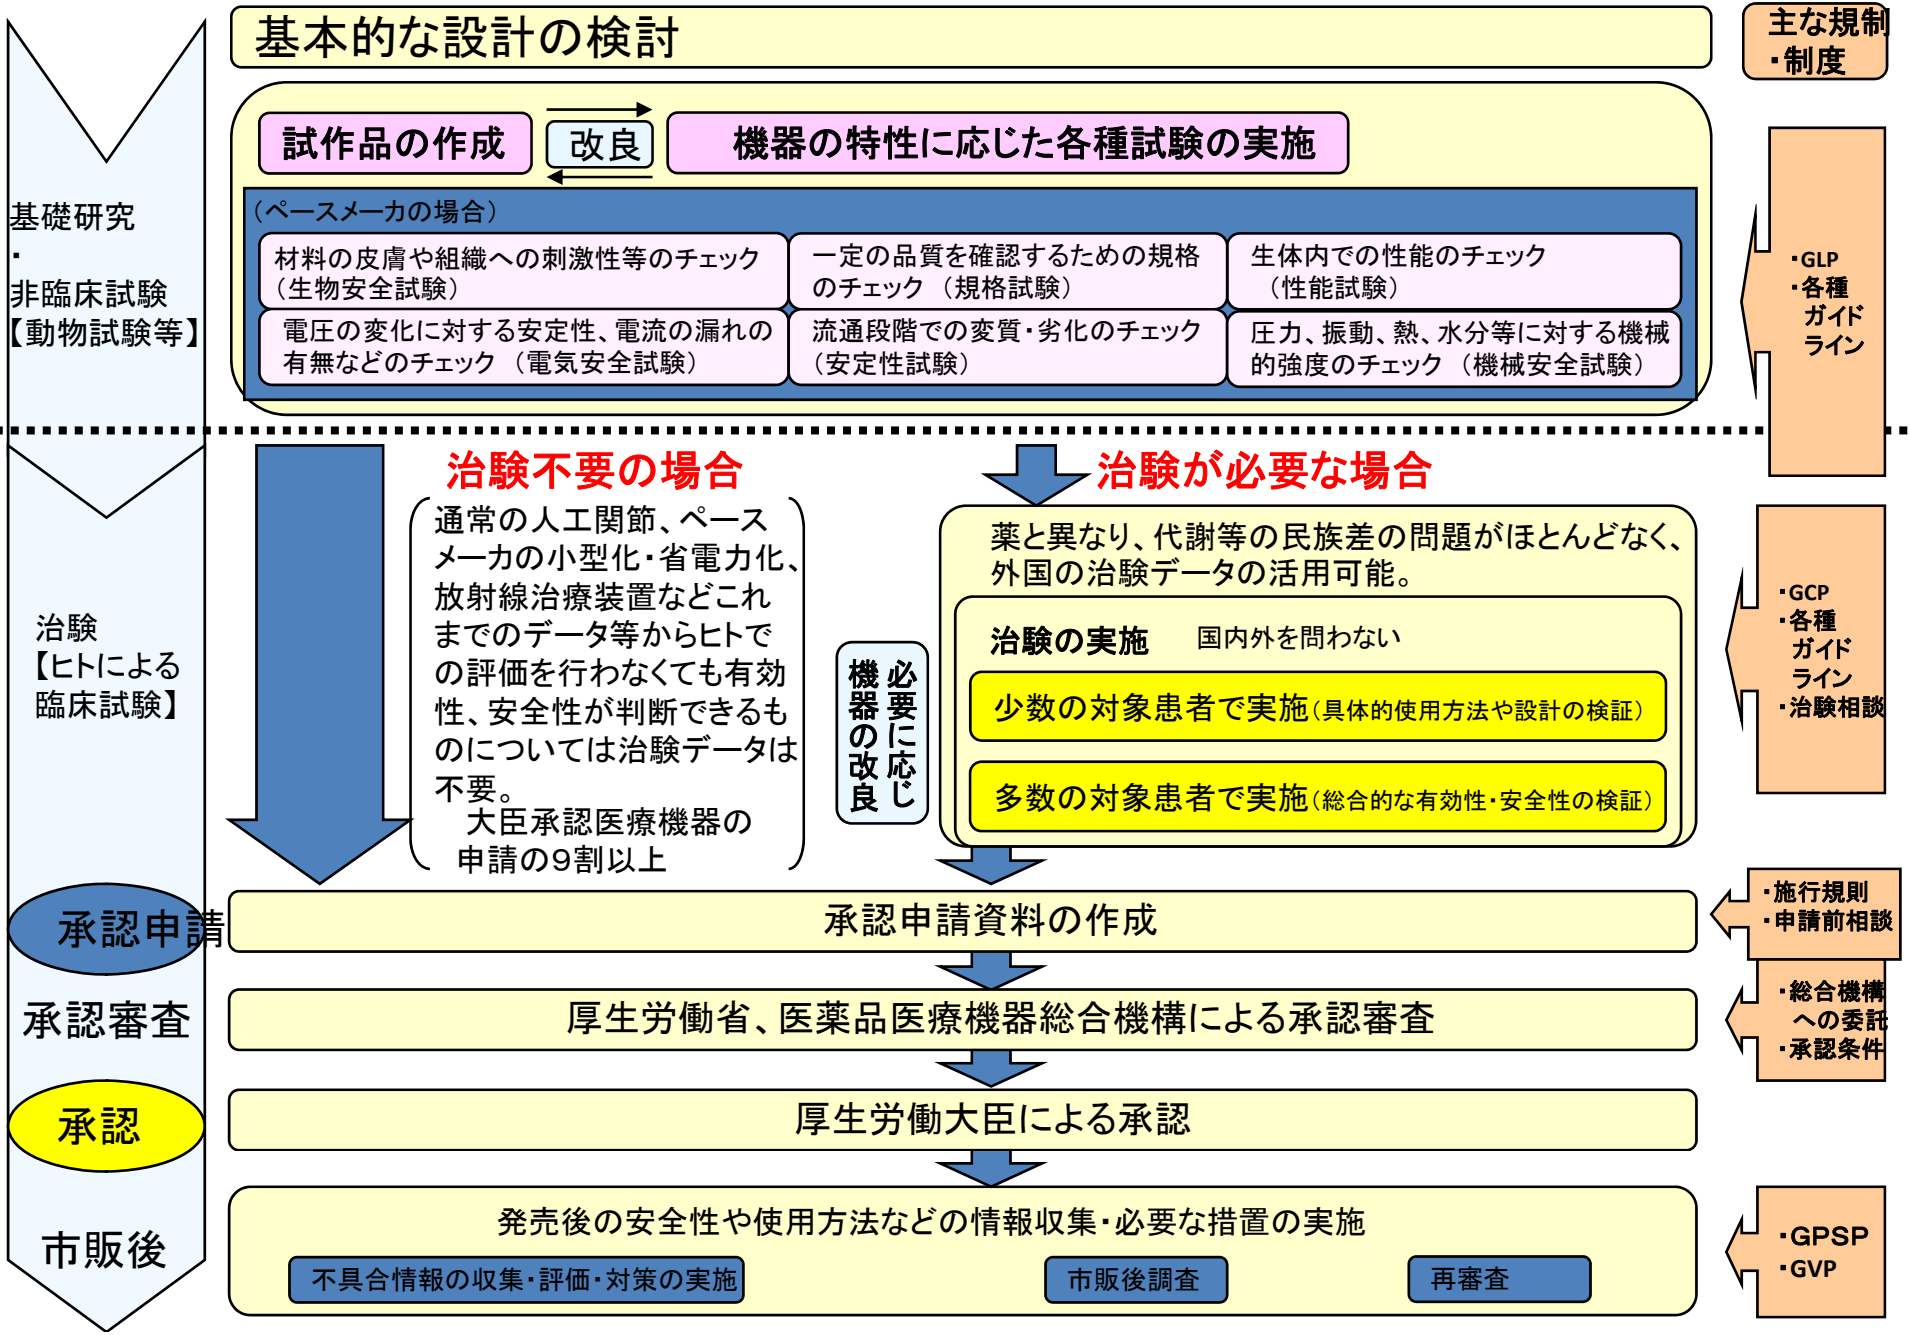 基本的な設計の検討
主な規制
・制度
試作品の作成
改良
機器の特性に応じた各種試験の実施
基礎研究
・
非臨床試験
【動物試験等】
（ペースメーカの場合）
材料の皮膚や組織への刺激性等のチェック
（生物安全試験）
一定の品質を確認するための規格
のチェック （規格試験）
生体内での性能のチェック
（性能試験）
電圧の変化に対する安定性、電流の漏れの
有無などのチェック （電気安全試験）
流通段階での変質・劣化のチェック
（安定性試験）
圧力、振動、熱、水分等に対する機械
的強度のチェック （機械安全試験）
・GLP
・各種
ガイド
ライン
治験不要の場合
通常の人工関節、ペース
メーカの小型化・省電力化、
放射線治療装置などこれ
までのデータ等からヒトで
の評価を行わなくても有効
性、安全性が判断できるも
のについては治験データは
不要。
大臣承認医療機器の
申請の９割以上
治験が必要な場合
薬と異なり、代謝等の民族差の問題がほとんどなく、
外国の治験データの活用可能。
治験の実施 国内外を問わない
少数の対象患者で実施（具体的使用方法や設計の検証）
多数の対象患者で実施（総合的な有効性・安全性の検証）
必要に応じ
機器の改良
治験
【ヒトによる
臨床試験】
・GCP
・各種
ガイド
ライン
・治験相談
承認申請
承認申請資料の作成
・施行規則
・申請前相談
承認審査
厚生労働省、医薬品医療機器総合機構による承認審査
・総合機構
への委託
・承認条件
承認
厚生労働大臣による承認
市販後
発売後の安全性や使用方法などの情報収集・必要な措置の実施
不具合情報の収集・評価・対策の実施
市販後調査
再審査
・GPSP
・GVP